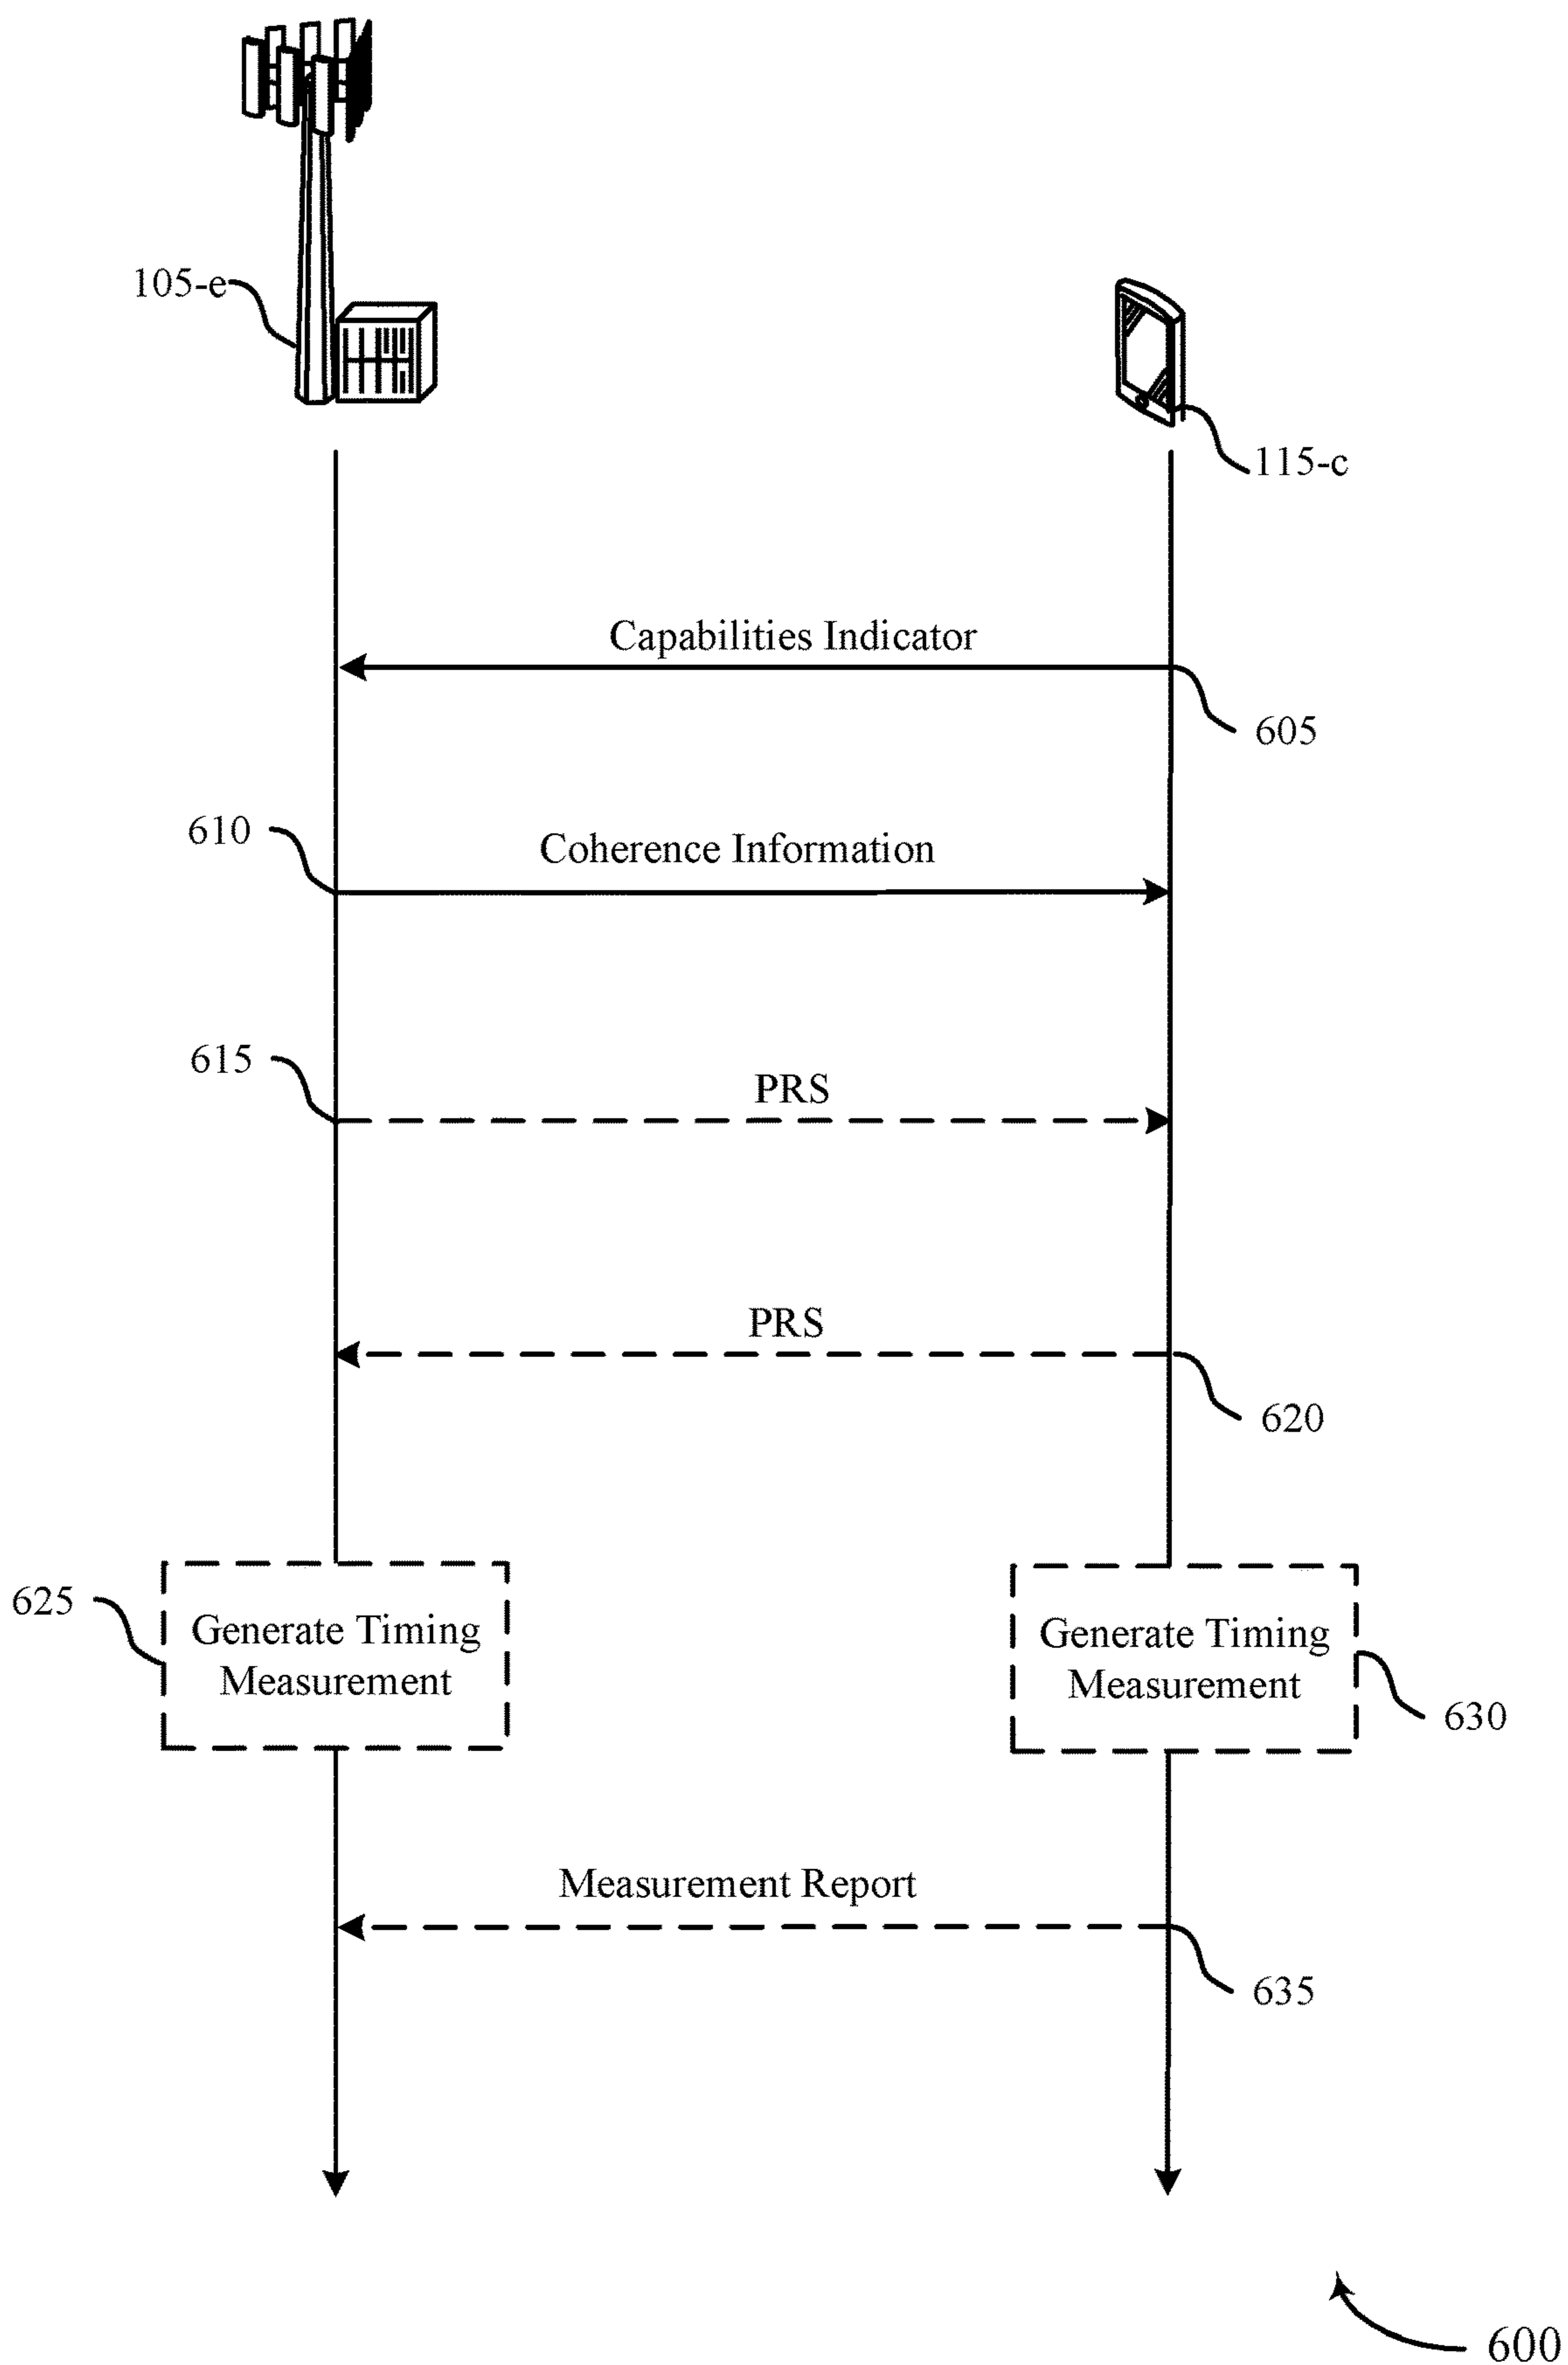 105-e
115-c
Capabilities Indicator
605
610
Coherence Information
615
PRS
PRS
620
625
Generate Timing
Measurement
Generate Timing
Measurement
630
Measurement Report
635
600